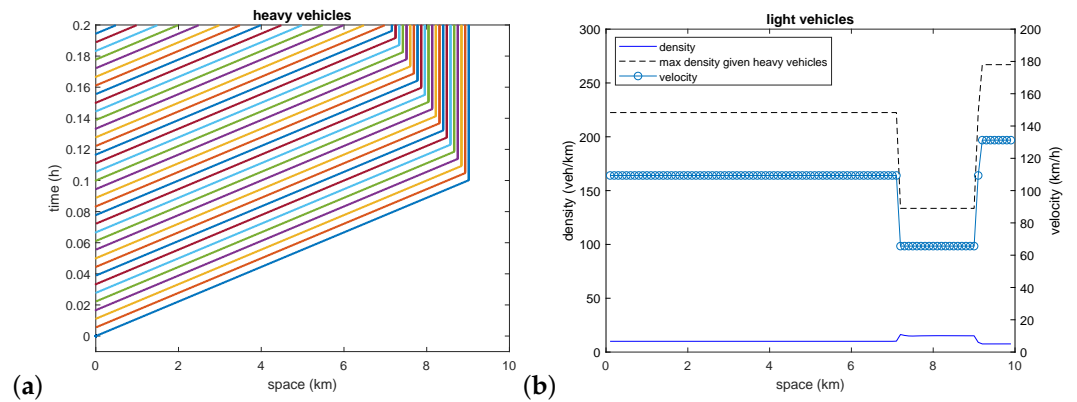 heavy vehicles
0.2
0.18
0.16
0.14
0.12
0.1
0.08
0.06
0.04
0.02
0
time (h)
0 2 4 6 8 10
space (km)
(a)
light vehicles
300
250
200
150
100
50
0
density (veh/km)
density
max density given heavy vehicles
velocity
200
180
160
140
120
100
80
60
40
20
0
velocity (km/h)
0 2 4 6 8 10
space (km)
(b)